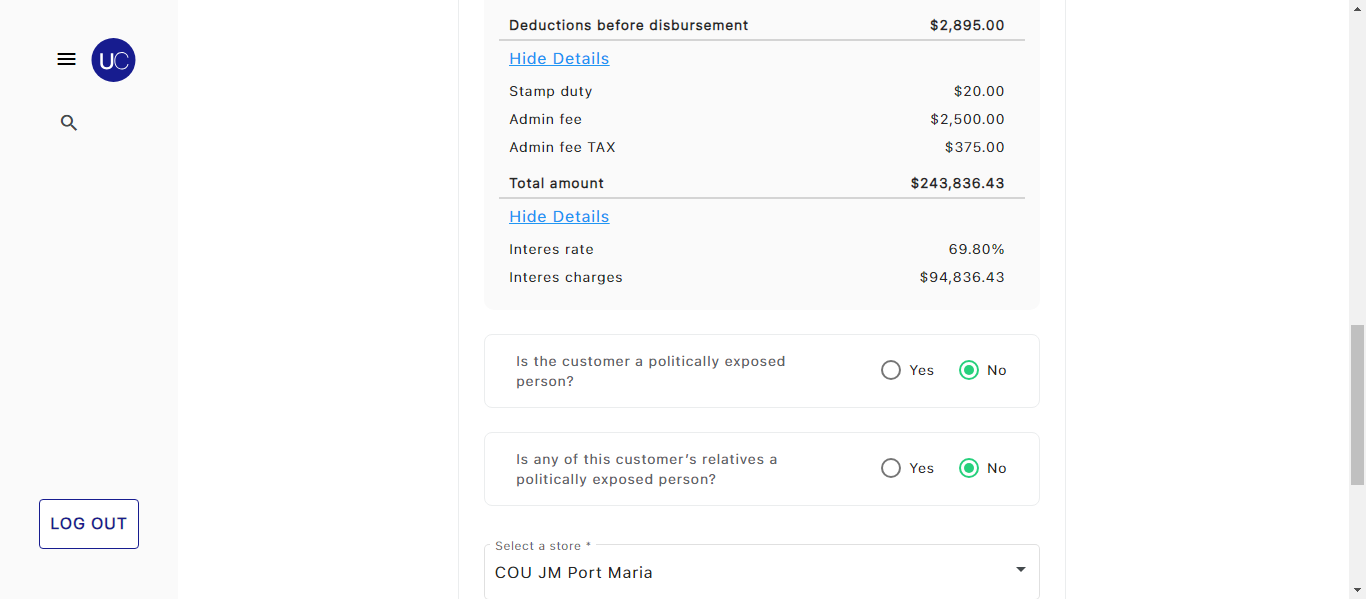 UC
LOG OUT
Deductions before disbursement $2,895.00
Hide Details
Stamp duty $20.00
Admin fee $2,500.00
Admin fee TAX $375.00
Total amount $243,836.43
Hide Details
Interes rate 69.80%
Interes charges $94,836.43
Is the customer a politically exposed
person?
Yes No
Is any of this customer's relatives a
politically exposed person?
Yes No
Select a store *
COU JM Port Maria